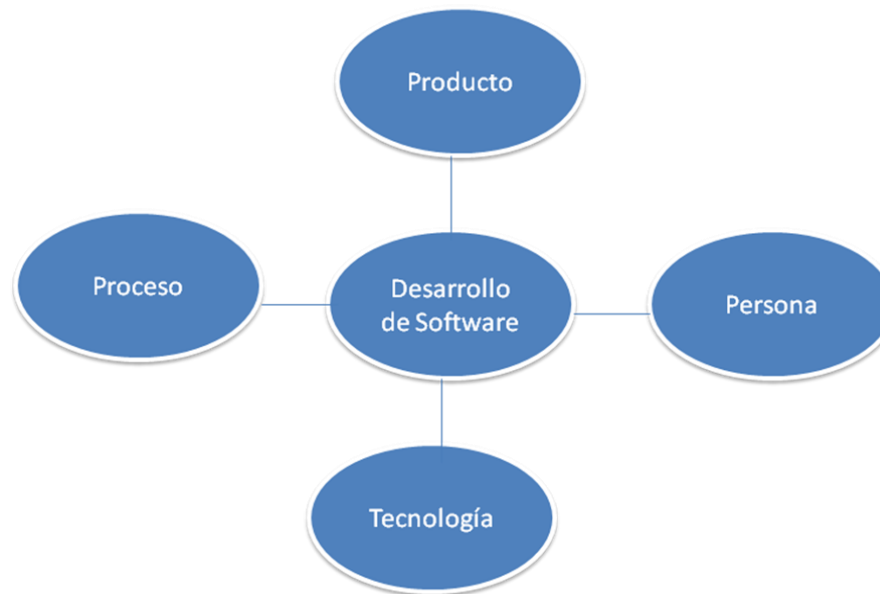 Producto
Proceso
Desarrollo
de Software
Persona
Tecnología